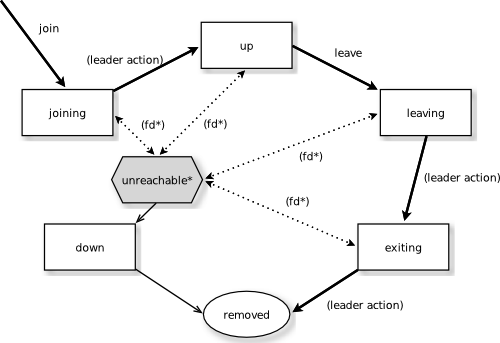 join
(leader action)
up
leave
joining
leaving
(fd*)
(fd*)
(fd*)
unreachable*
(leader action)
(fd*)
down
exiting
(leader action)
removed